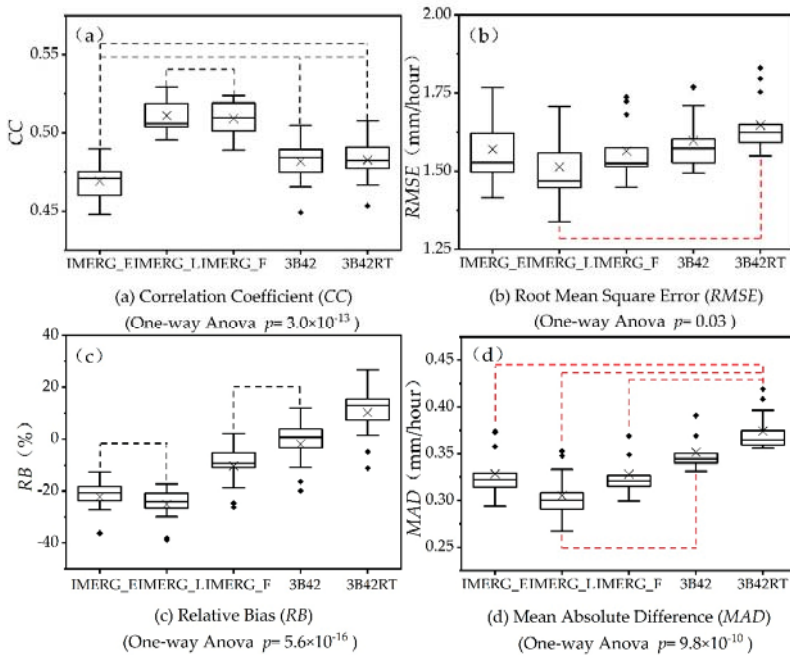 (a)
CC
0.55
0.50
0.45
IMERG_E IMERG_L IMERG_F 3B42 3B42RT
(a) Correlation Coefficient (CC)
(One-way Anova p= 3.0×10-13)
(b)
RMSE (mm/hour)
2.00
1.75
1.50
1.25
IMERG_E IMERG_L IMERG_F 3B42 3B42RT
(b) Root Mean Square Error (RMSE)
(One-way Anova p= 0.03 )
(c)
RB (%)
40
20
0
-20
-40
IMERG_E IMERG_L IMERG_F 3B42 3B42RT
(c) Relative Bias (RB)
(One-way Anova p= 5.6×10-16)
(d)
MAD (mm/hour)
0.45
0.40
0.35
0.30
0.25
IMERG_E IMERG_L IMERG_F 3B42 3B42RT
(d) Mean Absolute Difference (MAD)
(One-way Anova p= 9.8×10-10)